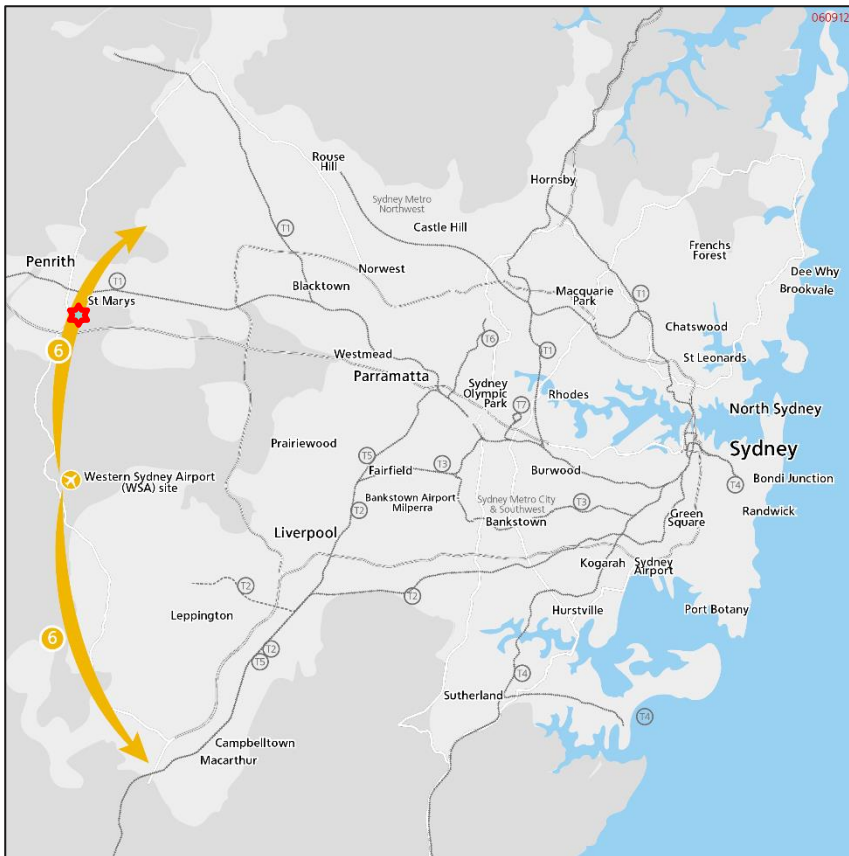 060912
Rouse
Hill
Hornsby
Sydney Metro
Northwest
Castle Hill
T1
Penrith
T1
Norwest
Blacktown
St Marys
Frenchs
Forest
Dee Why
Brookvale
Macquarie
Park
T1
Chatswood
St Leonards
6
Westmead
T6
T1
Parramatta
Sydney
Olympic
Park
T7
Rhodes
North Sydney
Sydney
Prairiewood
T5
Fairfield
T3
Burwood
Western Sydney Airport
(WSA) site
T4
Bondi Junction
Bankstown Airport
Milperra
Sydney Metro City
& Southwest
T3
Bankstown
T2
Green
Square
Randwick
Liverpool
Kogarah
Sydney
Airport
T2
T2
Leppington
Hurstville
Port Botany
6
T2
T5
T4
Sutherland
T4
Campbelltown
Macarthur